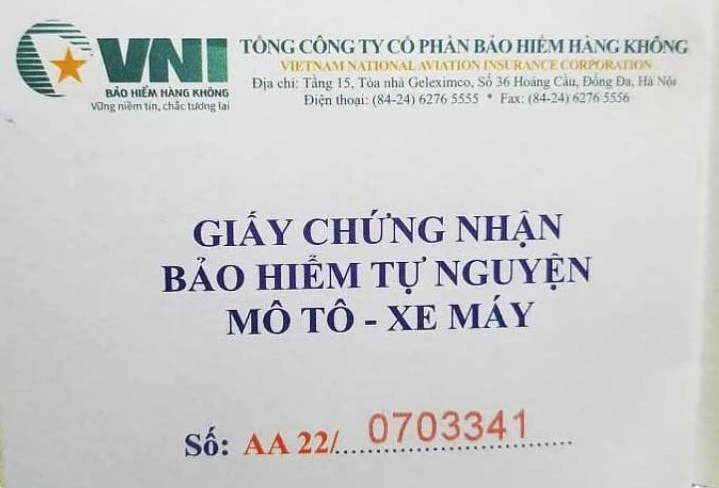 VNI
BẢO HIỂM HÀNG KHÔNG
Vững niềm tin, chắc tương lai
TỔNG CÔNG TY CỔ PHẦN BẢO HIỂM HÀNG KHÔNG
VIETNAM NATIONAL AVIATION INSURANCE CORPORATION
Địa chỉ: Tầng 15, Tòa nhà Geleximco, Số 36 Hoàng Cầu, Đống Đa, Hà Nội
Điện thoại: (84-24) 6276 5555 * Fax: (84-24) 6276 5556
GIẤY CHỨNG NHẬN
BẢO HIỂM TỰ NGUYỆN
MÔ TÔ - XE MÁY
Số: AA 22/ 0703341